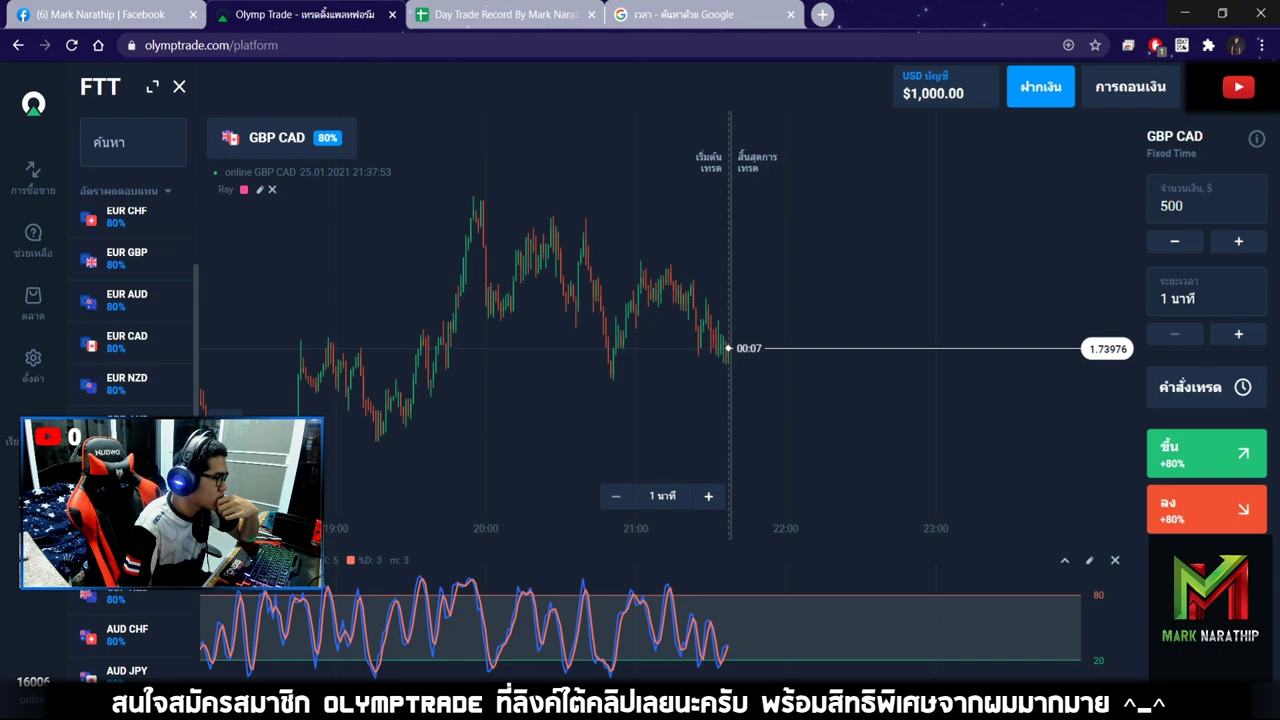 (6) Mark Narathip | Facebook
Olymp Trade - เทรดดิ้งแพลทฟอร์ม
Day Trade Record By Mark Narat
เวลา - ค้นหาด้วย Google
olymptrade.com/platform
FTT
USD บัญชี
$1,000.00
ฝากเงิน
การถอนเงิน
ค้นหา
GBP CAD 80%
online GBP CAD 25.01.2021 21:37:53
Ray
เริ่มต้น
เทรด
สิ้นสุดการ
เทรด
GBP CAD
Fixed Time
จำนวนเงิน, $
500
ระยะเวลา
1 นาที
คำสั่งเทรด
ขึ้น
+80%
ลง
+80%
การซื้อขาย
ช่วยเหลือ
ตลาด
ตั้งค่า
อัตราผลตอบแทน
EUR CHF
80%
EUR GBP
80%
EUR AUD
80%
EUR CAD
80%
EUR NZD
80%
80%
AUD CHF
80%
AUD JPY
00:07
1.73976
1 นาที
19:00
20:00
21:00
22:00
23:00
: 5
%D: 3 m: 3
80
20
0
NUBWO
MARK NARATHIP
16006
online
สนใจสมัครสมาชิก OLYMPTRADE ที่ลิงค์ใต้คลิปเลยนะครับ พร้อมสิทธิพิเศษจากผมมากมาย ^_^